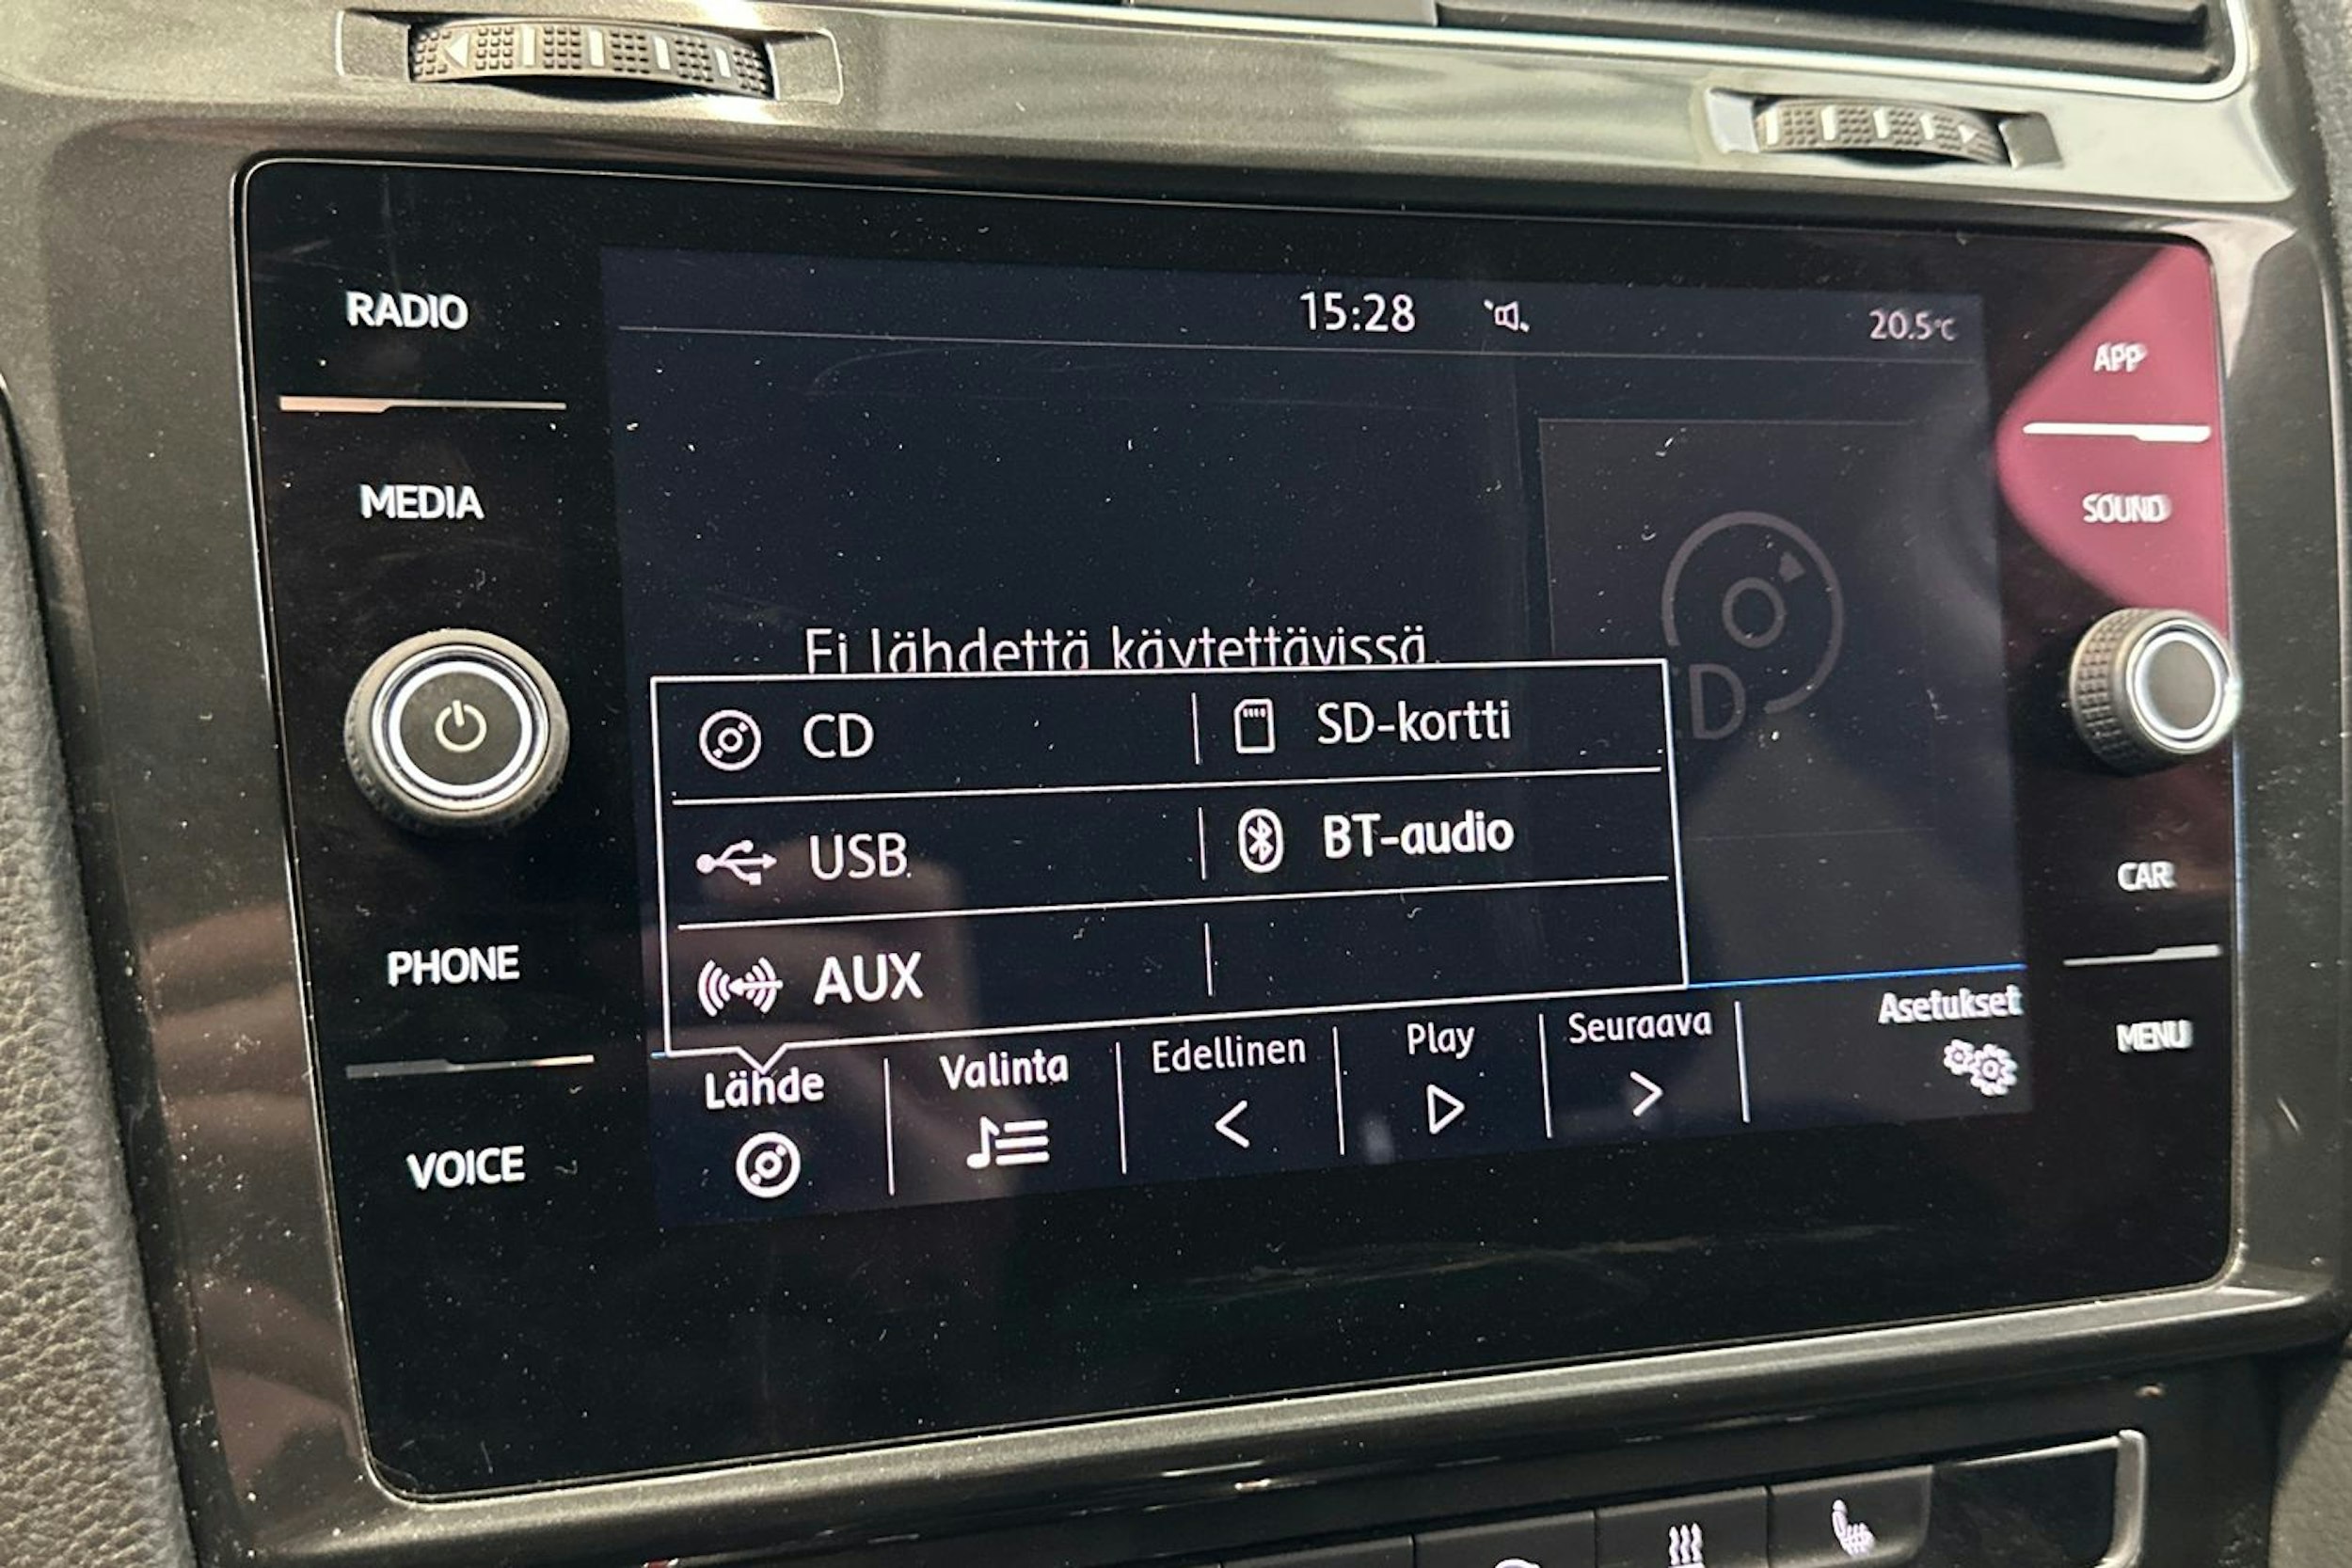 RADIO
MEDIA
PHONE
VOICE
15:28
20.5°C
Ei lähdettä käytettävissä.
CD
SD-kortti
USB
BT-audio
AUX
Lähde
Valinta
Edellinen
Play
Seuraava
Asetukset
APP
SOUND
CAR
MENU